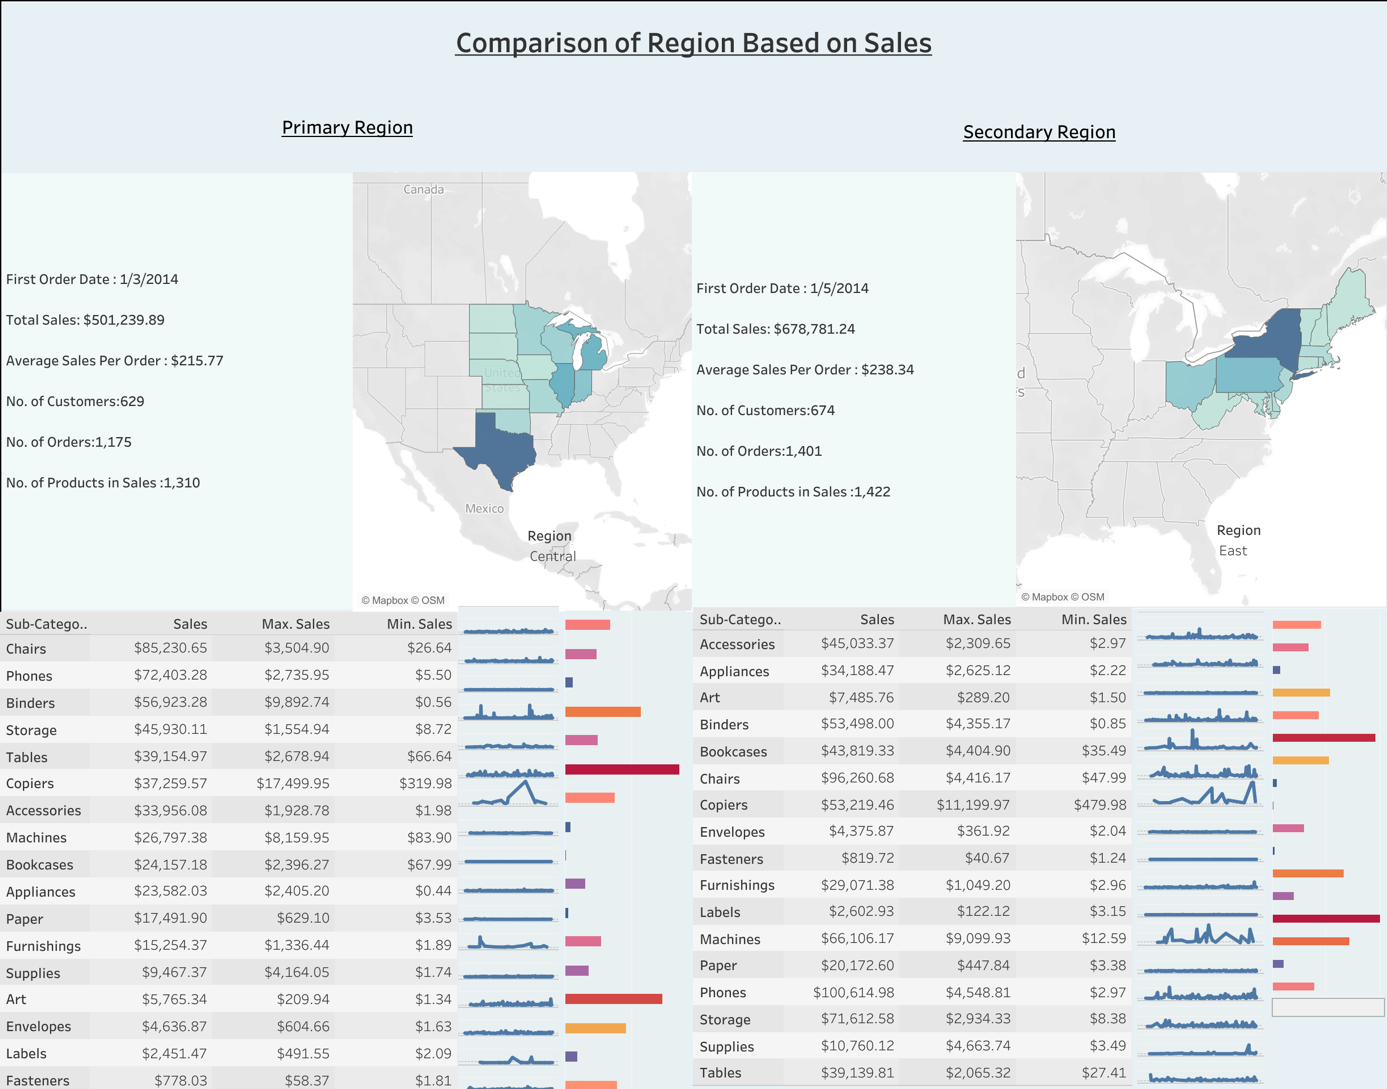 Comparison of Region Based on Sales
Primary Region
Secondary Region
First Order Date : 1/3/2014
Total Sales: $501,239.89
Average Sales Per Order : $215.77
No. of Customers:629
No. of Orders:1,175
No. of Products in Sales :1,310
Canada
United
States
Mexico
Region
Central
© Mapbox © OSM
First Order Date : 1/5/2014
Total Sales: $678,781.24
Average Sales Per Order : $238.34
No. of Customers:674
No. of Orders:1,401
No. of Products in Sales :1,422
d
s
Region
East
© Mapbox © OSM
Sub-Catego.. Sales Max. Sales Min. Sales
Chairs $85,230.65 $3,504.90 $26.64
Phones $72,403.28 $2,735.95 $5.50
Binders $56,923.28 $9,892.74 $0.56
Storage $45,930.11 $1,554.94 $8.72
Tables $39,154.97 $2,678.94 $66.64
Copiers $37,259.57 $17,499.95 $319.98
Accessories $33,956.08 $1,928.78 $1.98
Machines $26,797.38 $8,159.95 $83.90
Bookcases $24,157.18 $2,396.27 $67.99
Appliances $23,582.03 $2,405.20 $0.44
Paper $17,491.90 $629.10 $3.53
Furnishings $15,254.37 $1,336.44 $1.89
Supplies $9,467.37 $4,164.05 $1.74
Art $5,765.34 $209.94 $1.34
Envelopes $4,636.87 $604.66 $1.63
Labels $2,451.47 $491.55 $2.09
Fasteners $778.03 $58.37 $1.81
Sub-Catego.. Sales Max. Sales Min. Sales
Accessories $45,033.37 $2,309.65 $2.97
Appliances $34,188.47 $2,625.12 $2.22
Art $7,485.76 $289.20 $1.50
Binders $53,498.00 $4,355.17 $0.85
Bookcases $43,819.33 $4,404.90 $35.49
Chairs $96,260.68 $4,416.17 $47.99
Copiers $53,219.46 $11,199.97 $479.98
Envelopes $4,375.87 $361.92 $2.04
Fasteners $819.72 $40.67 $1.24
Furnishings $29,071.38 $1,049.20 $2.96
Labels $2,602.93 $122.12 $3.15
Machines $66,106.17 $9,099.93 $12.59
Paper $20,172.60 $447.84 $3.38
Phones $100,614.98 $4,548.81 $2.97
Storage $71,612.58 $2,934.33 $8.38
Supplies $10,760.12 $4,663.74 $3.49
Tables $39,139.81 $2,065.32 $27.41